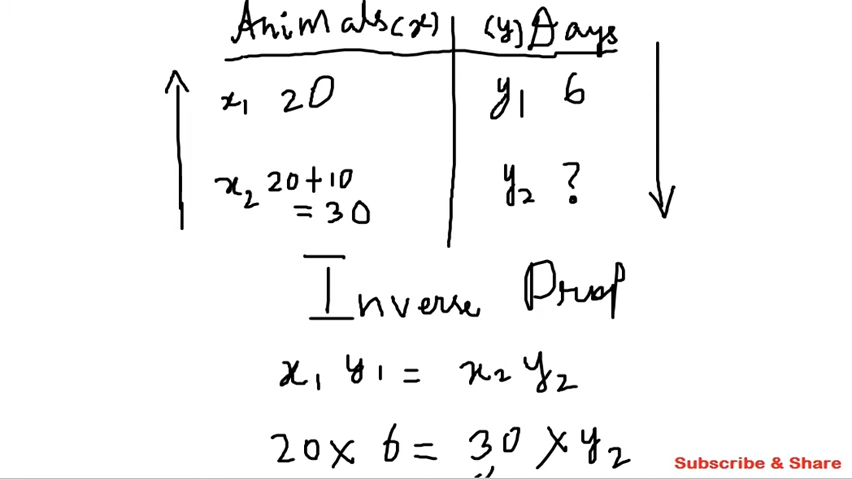 Animals(x) (y) Days
x₁ 20 y₁ 6
x₂ 20+10 y₂ ?
= 30
Inverse Prop
x₁ y₁ = x₂ y₂
20 × 6 = 30 × y₂
Subscribe & Share